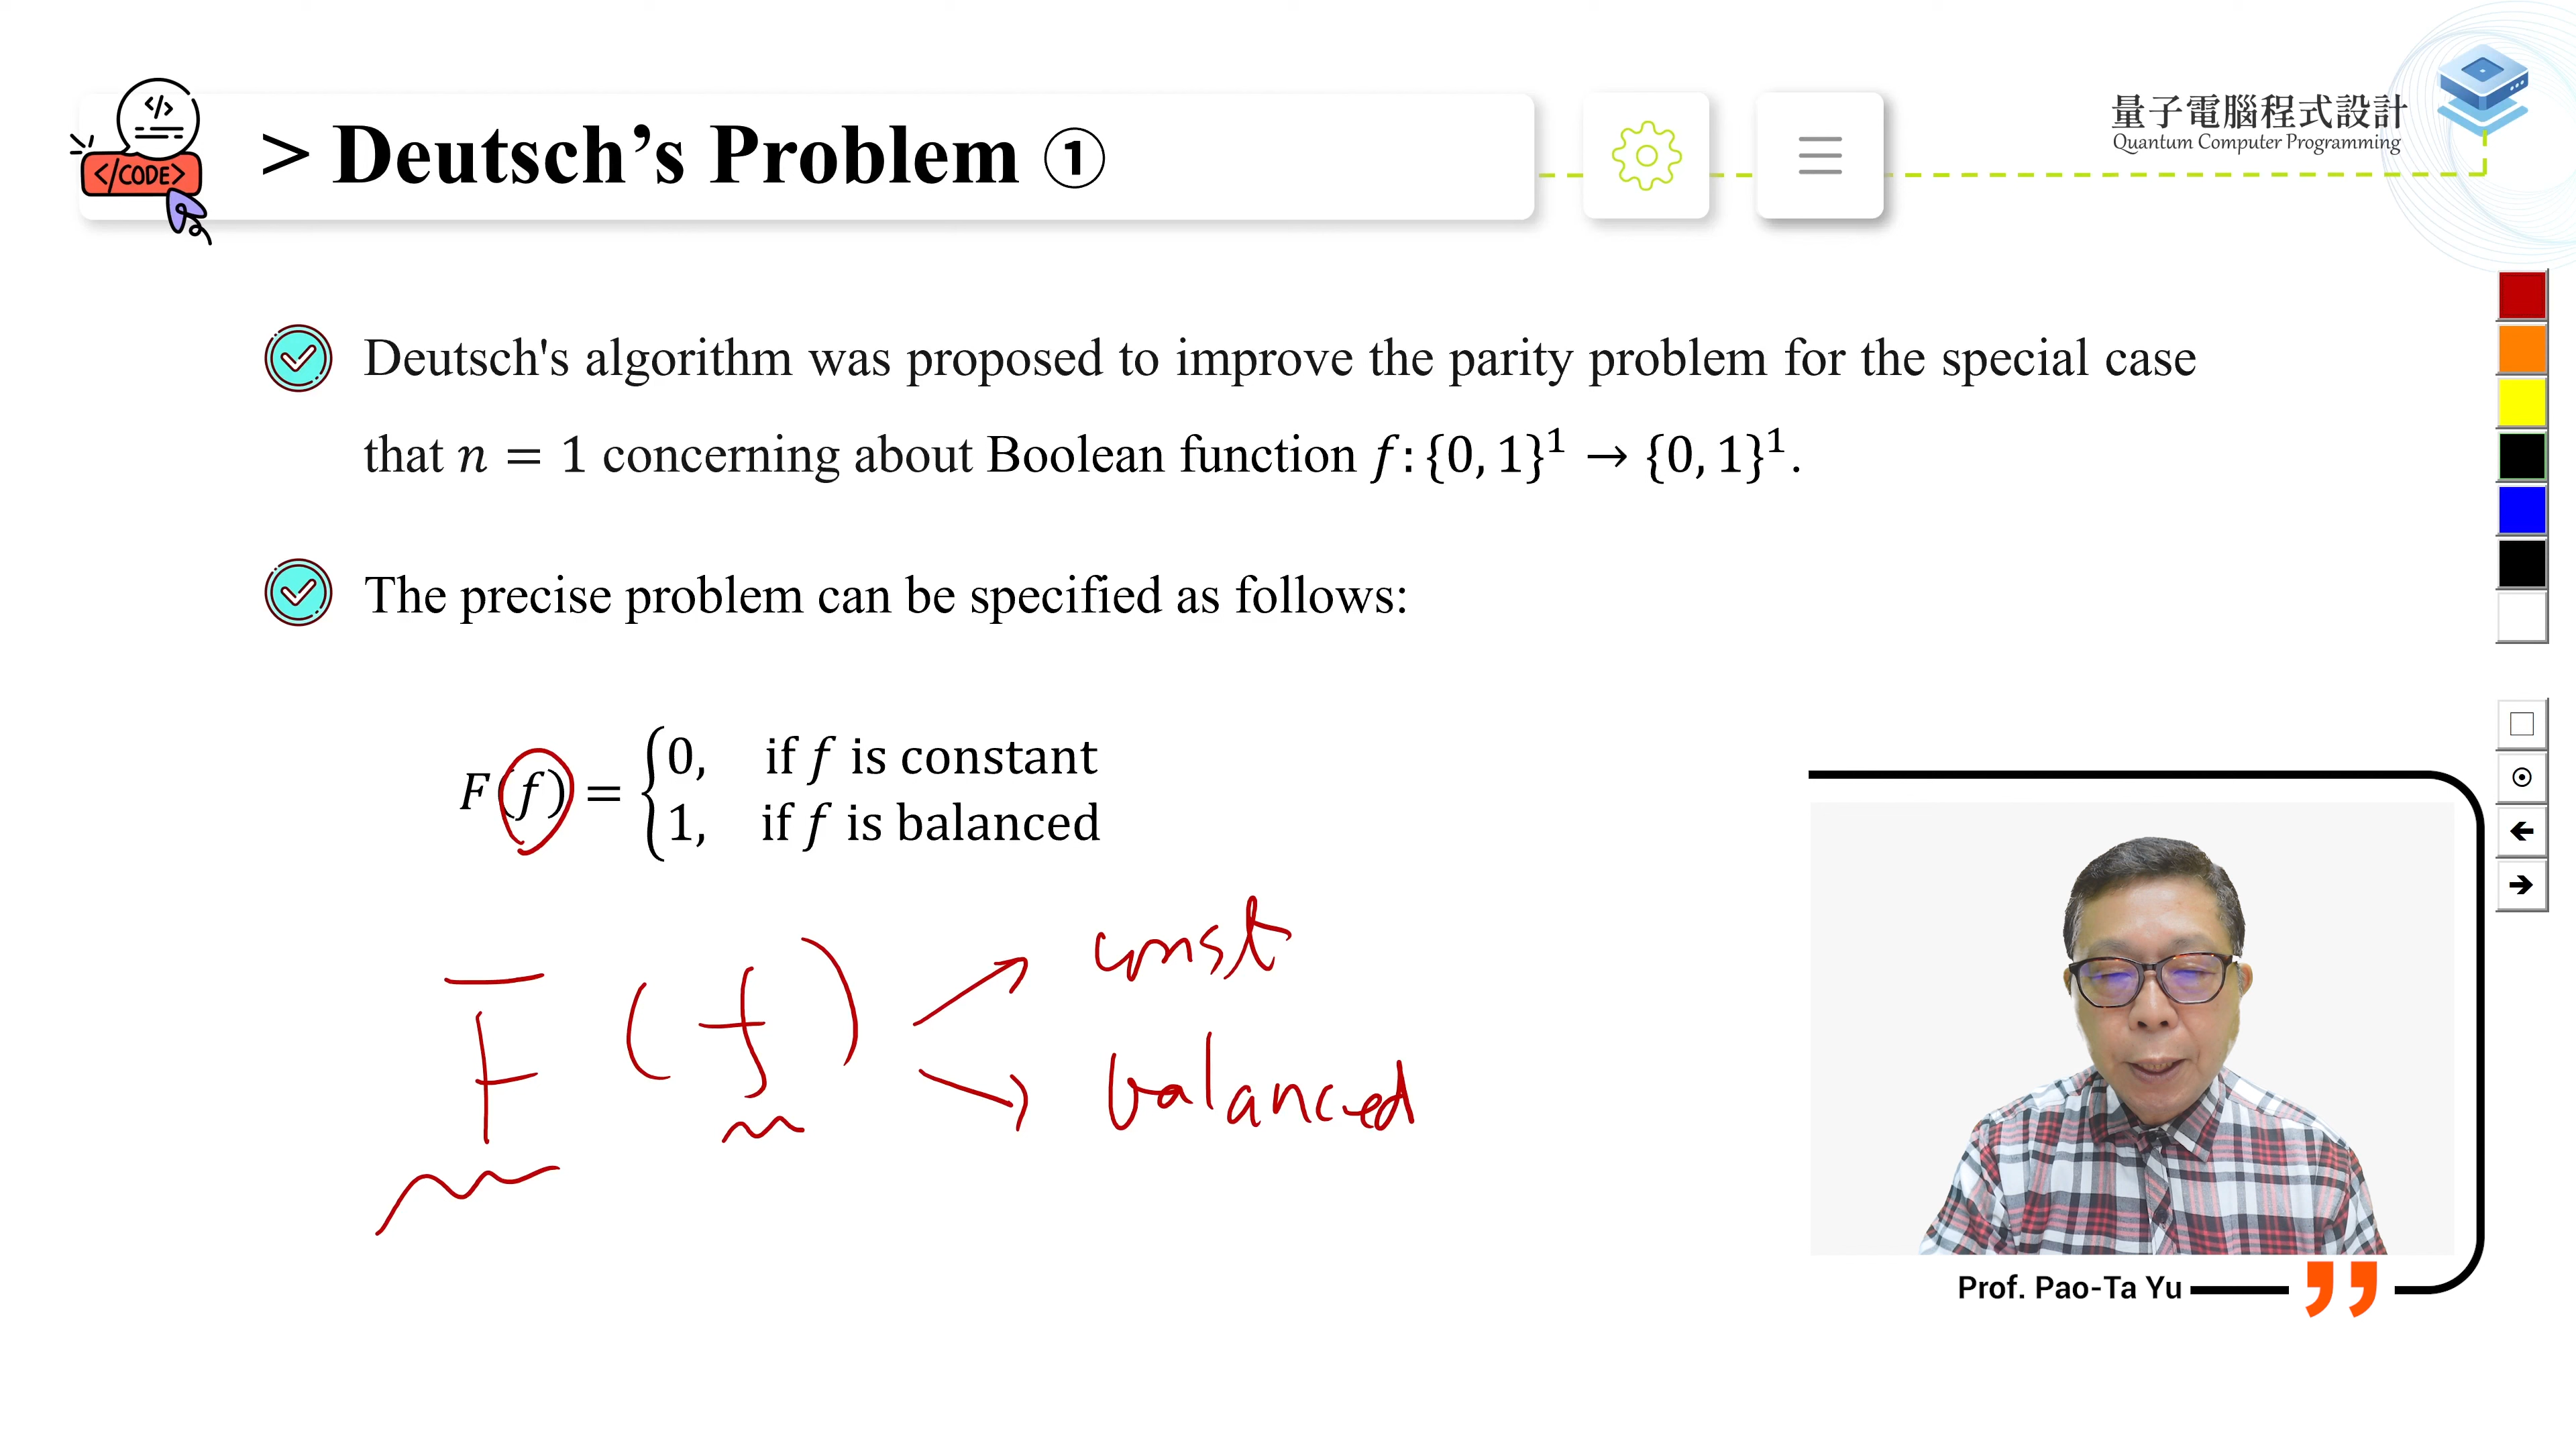 </>
</CODE>
> Deutsch’s Problem ①
量子電腦程式設計
Quantum Computer Programming
Deutsch's algorithm was proposed to improve the parity problem for the special case
that n = 1 concerning about Boolean function f: {0, 1}¹ → {0, 1}¹.
The precise problem can be specified as follows:
F(f) = { 0, if f is constant
1, if f is balanced
F (f) → const
→ balanced
Prof. Pao-Ta Yu